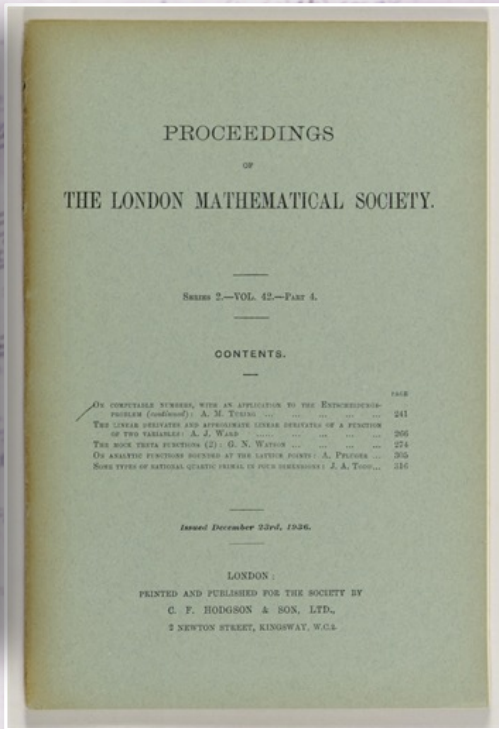 PROCEEDINGS
OF
THE LONDON MATHEMATICAL SOCIETY.
SERIES 2.—VOL. 42.—PART 4.
CONTENTS.
PAGE
ON COMPUTABLE NUMBERS, WITH AN APPLICATION TO THE ENTSCHEIDUNGS-
PROBLEM (continued): A. M. TURING ... ... ... ... ... 241
THE LINEAR DERIVATES AND APPROXIMATE LINEAR DERIVATES OF A FUNCTION
OF TWO VARIABLES: A. J. WARD ... ... ... ... ... 266
THE MOCK THETA FUNCTIONS (2): G. N. WATSON ... ... ... ... 274
ON ANALYTIC FUNCTIONS BOUNDED AT THE LATTICE POINTS: A. PFLUGER ... 305
SOME TYPES OF RATIONAL QUARTIC PRIMAL IN FOUR DIMENSIONS: J. A. TODD... 316
Issued December 23rd, 1936.
LONDON:
PRINTED AND PUBLISHED FOR THE SOCIETY BY
C. F. HODGSON & SON, LTD.,
2 NEWTON STREET, KINGSWAY, W.C.2.